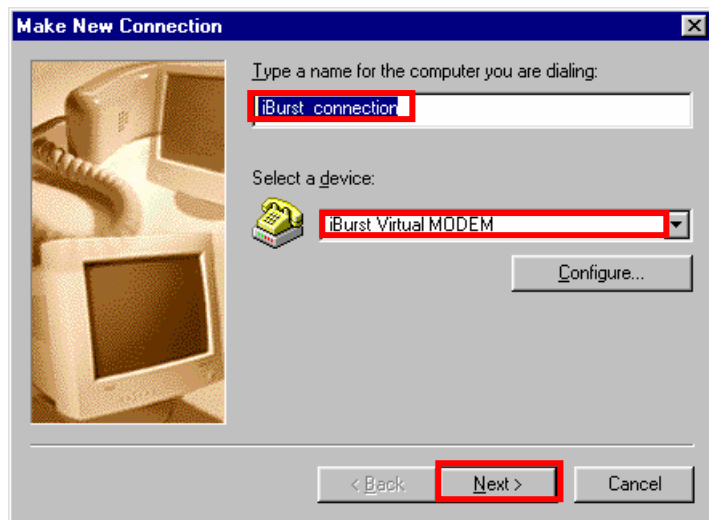 Make New Connection
Type a name for the computer you are dialing:
iBurst connection
Select a device:
iBurst Virtual MODEM
Configure...
< Back
Next >
Cancel